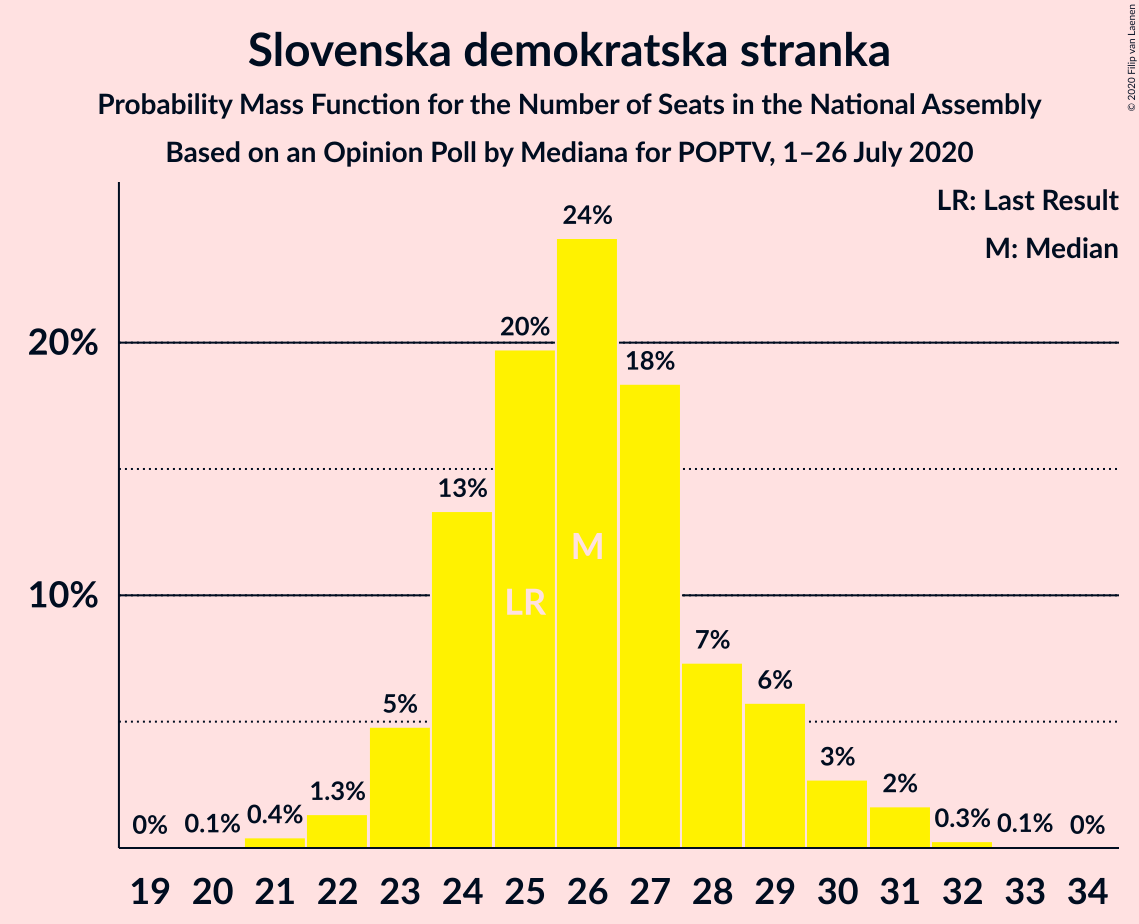 Slovenska demokratska stranka
Probability Mass Function for the Number of Seats in the National Assembly
Based on an Opinion Poll by Mediana for POPTV, 1–26 July 2020
© 2020 Filip van Laenen
LR: Last Result
M: Median
20%
10%
0%
0.1%
0.4%
1.3%
5%
13%
20%
24%
18%
7%
6%
3%
2%
0.3%
0.1%
0%
LR
M
19 20 21 22 23 24 25 26 27 28 29 30 31 32 33 34